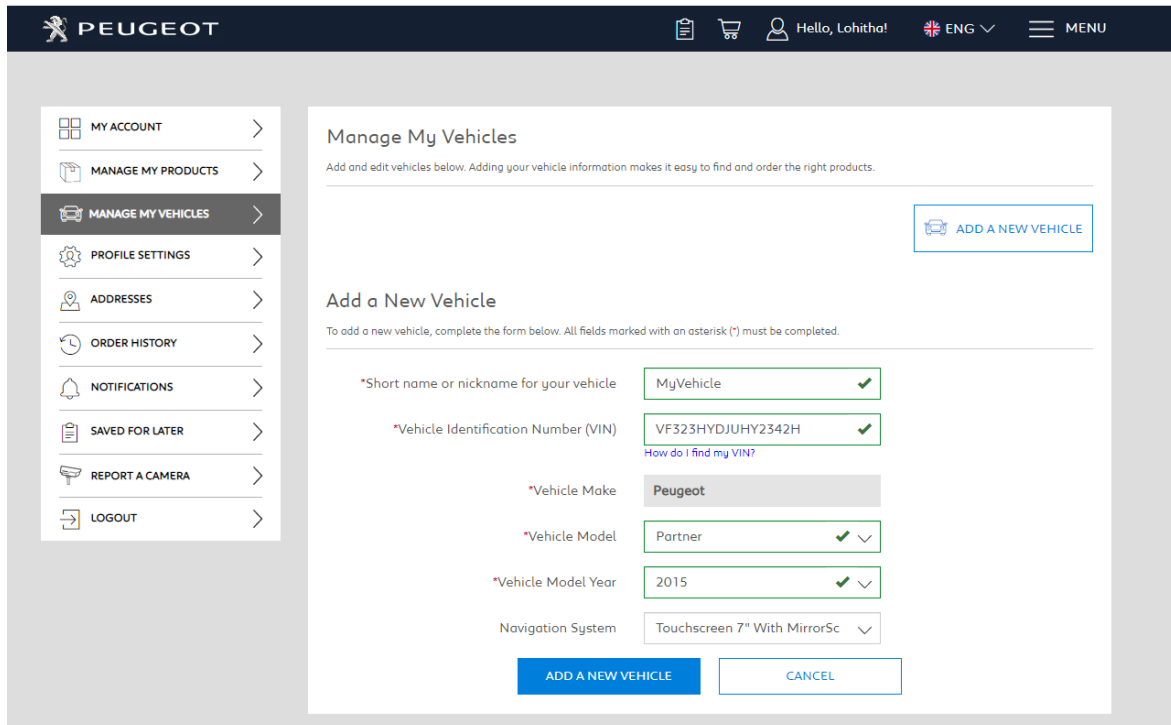 PEUGEOT
Hello, Lohitha!
ENG
MENU
MY ACCOUNT
MANAGE MY PRODUCTS
MANAGE MY VEHICLES
PROFILE SETTINGS
ADDRESSES
ORDER HISTORY
NOTIFICATIONS
SAVED FOR LATER
REPORT A CAMERA
LOGOUT
Manage My Vehicles
Add and edit vehicles below. Adding your vehicle information makes it easy to find and order the right products.
ADD A NEW VEHICLE
Add a New Vehicle
To add a new vehicle, complete the form below. All fields marked with an asterisk (*) must be completed.
*Short name or nickname for your vehicle
MyVehicle
*Vehicle Identification Number (VIN)
VF323HYDJUHY2342H
How do I find my VIN?
*Vehicle Make
Peugeot
*Vehicle Model
Partner
*Vehicle Model Year
2015
Navigation System
Touchscreen 7" With MirrorSc
ADD A NEW VEHICLE
CANCEL